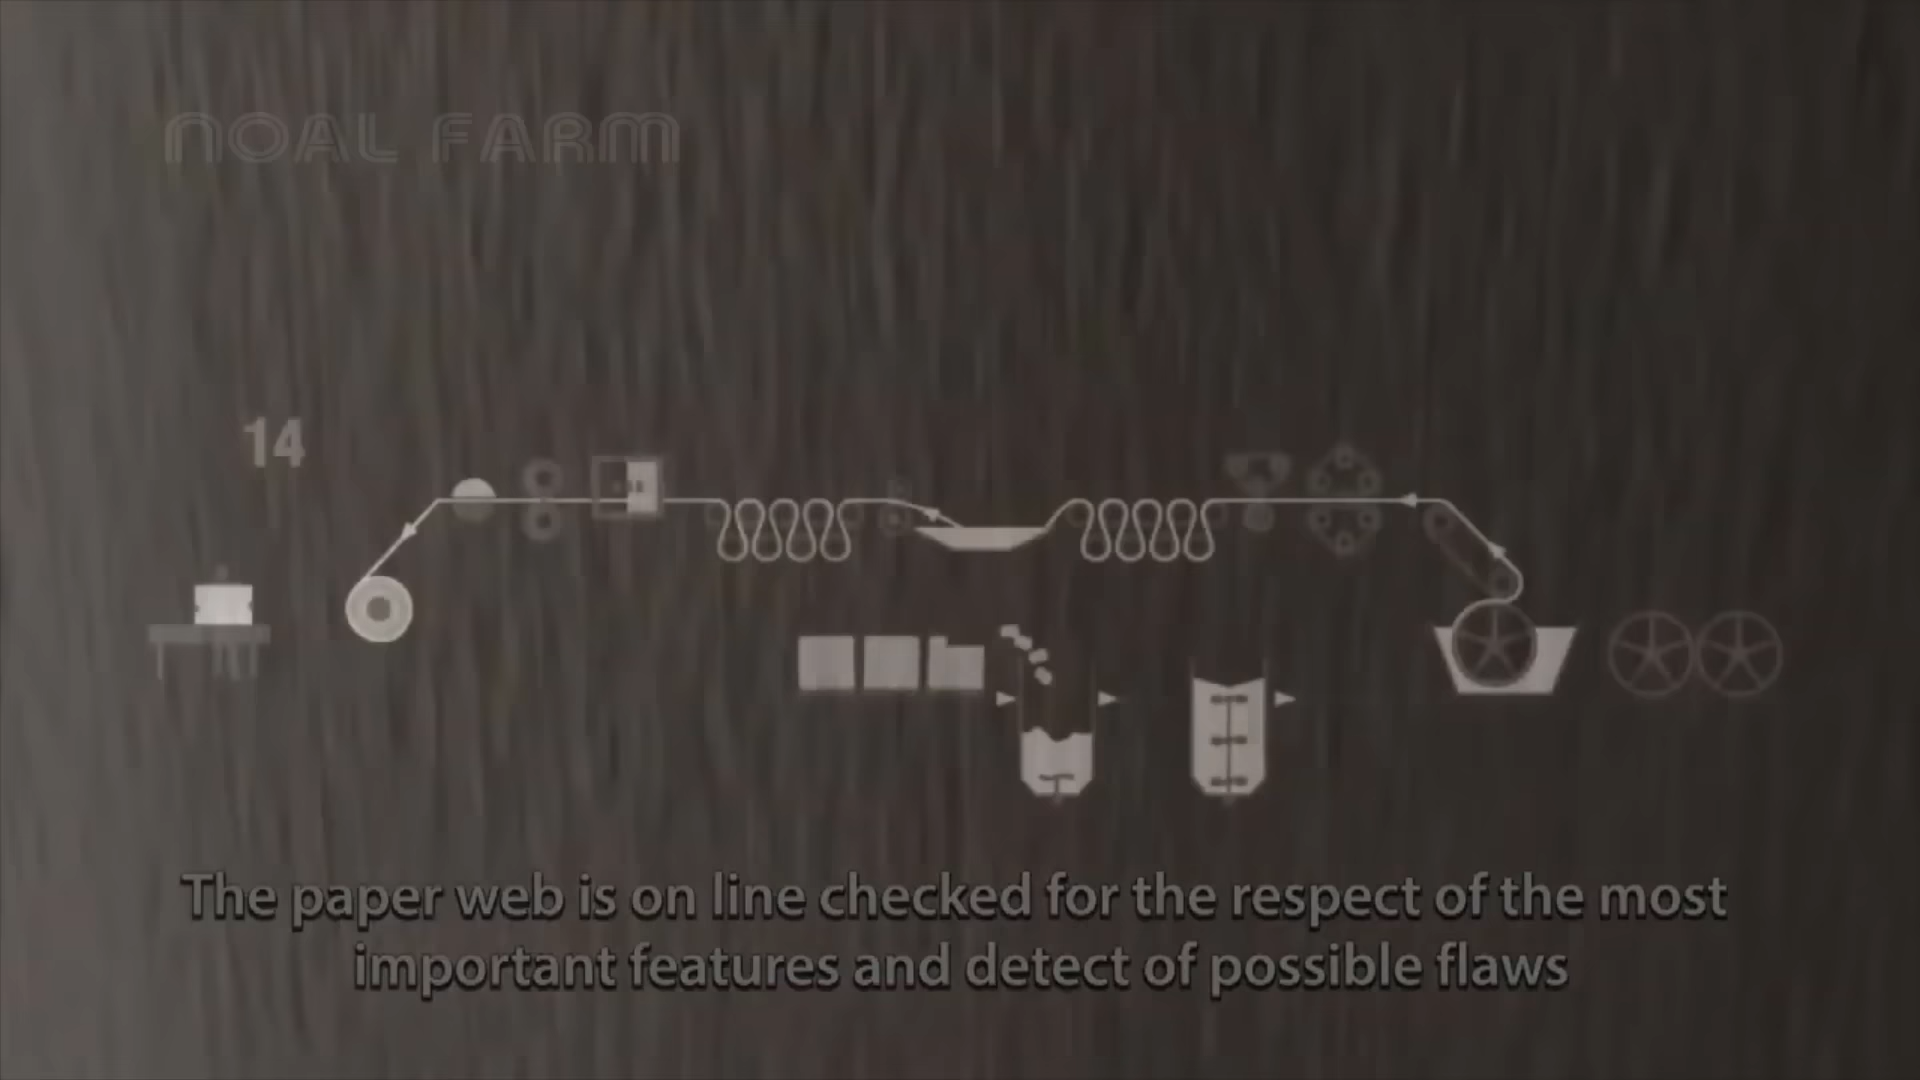 NOAL FARM
14
The paper web is on line checked for the respect of the most
important features and detect of possible flaws